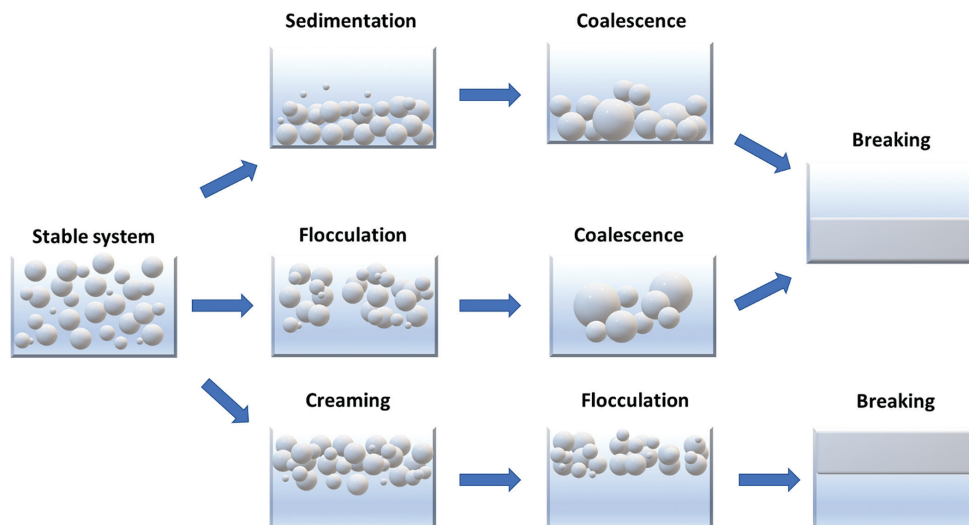 Sedimentation
Coalescence
Breaking
Stable system
Flocculation
Coalescence
Creaming
Flocculation
Breaking